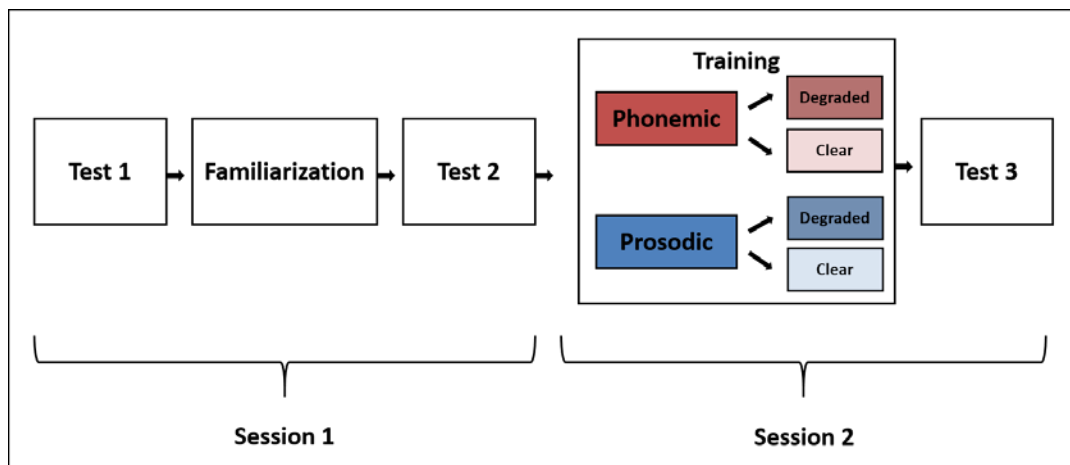 Test 1
Familiarization
Test 2
Training
Phonemic
Degraded
Clear
Prosodic
Degraded
Clear
Test 3
Session 1
Session 2